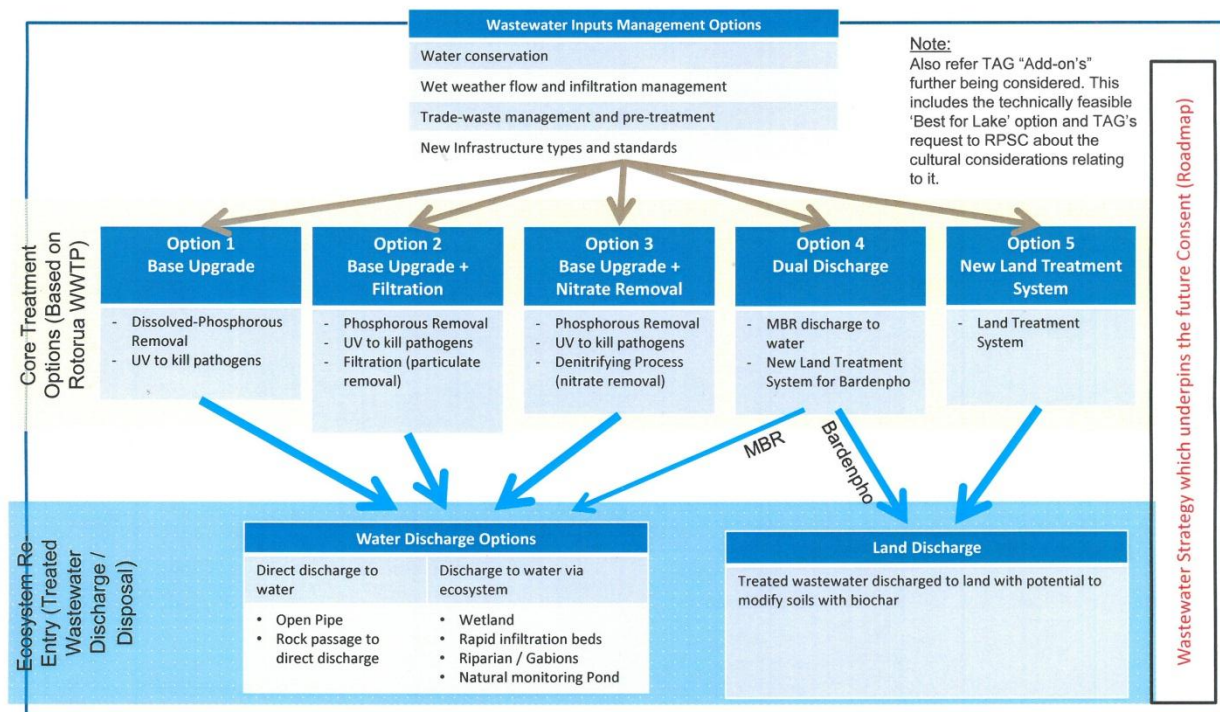 Wastewater Inputs Management Options
Water conservation
Wet weather flow and infiltration management
Trade-waste management and pre-treatment
New Infrastructure types and standards
Note:
Also refer TAG “Add-on’s”
further being considered. This
includes the technically feasible
‘Best for Lake’ option and TAG’s
request to RPSC about the
cultural considerations relating
to it.
Wastewater Strategy which underpins the future Consent (Roadmap)
Core Treatment
Options (Based on
Rotorua WWTP)
Option 1
Base Upgrade
- Dissolved-Phosphorous
Removal
- UV to kill pathogens
Option 2
Base Upgrade +
Filtration
- Phosphorous Removal
- UV to kill pathogens
- Filtration (particulate
removal)
Option 3
Base Upgrade +
Nitrate Removal
- Phosphorous Removal
- UV to kill pathogens
- Denitrifying Process
(nitrate removal)
Option 4
Dual Discharge
- MBR discharge to
water
- New Land Treatment
System for Bardenpho
Option 5
New Land Treatment
System
- Land Treatment
System
MBR
Bardenpho
Ecosystem Re-
Entry (Treated
Wastewater
Discharge /
Disposal)
Water Discharge Options
Direct discharge to
water
• Open Pipe
• Rock passage to
direct discharge
Discharge to water via
ecosystem
• Wetland
• Rapid infiltration beds
• Riparian / Gabions
• Natural monitoring Pond
Land Discharge
Treated wastewater discharged to land with potential to
modify soils with biochar